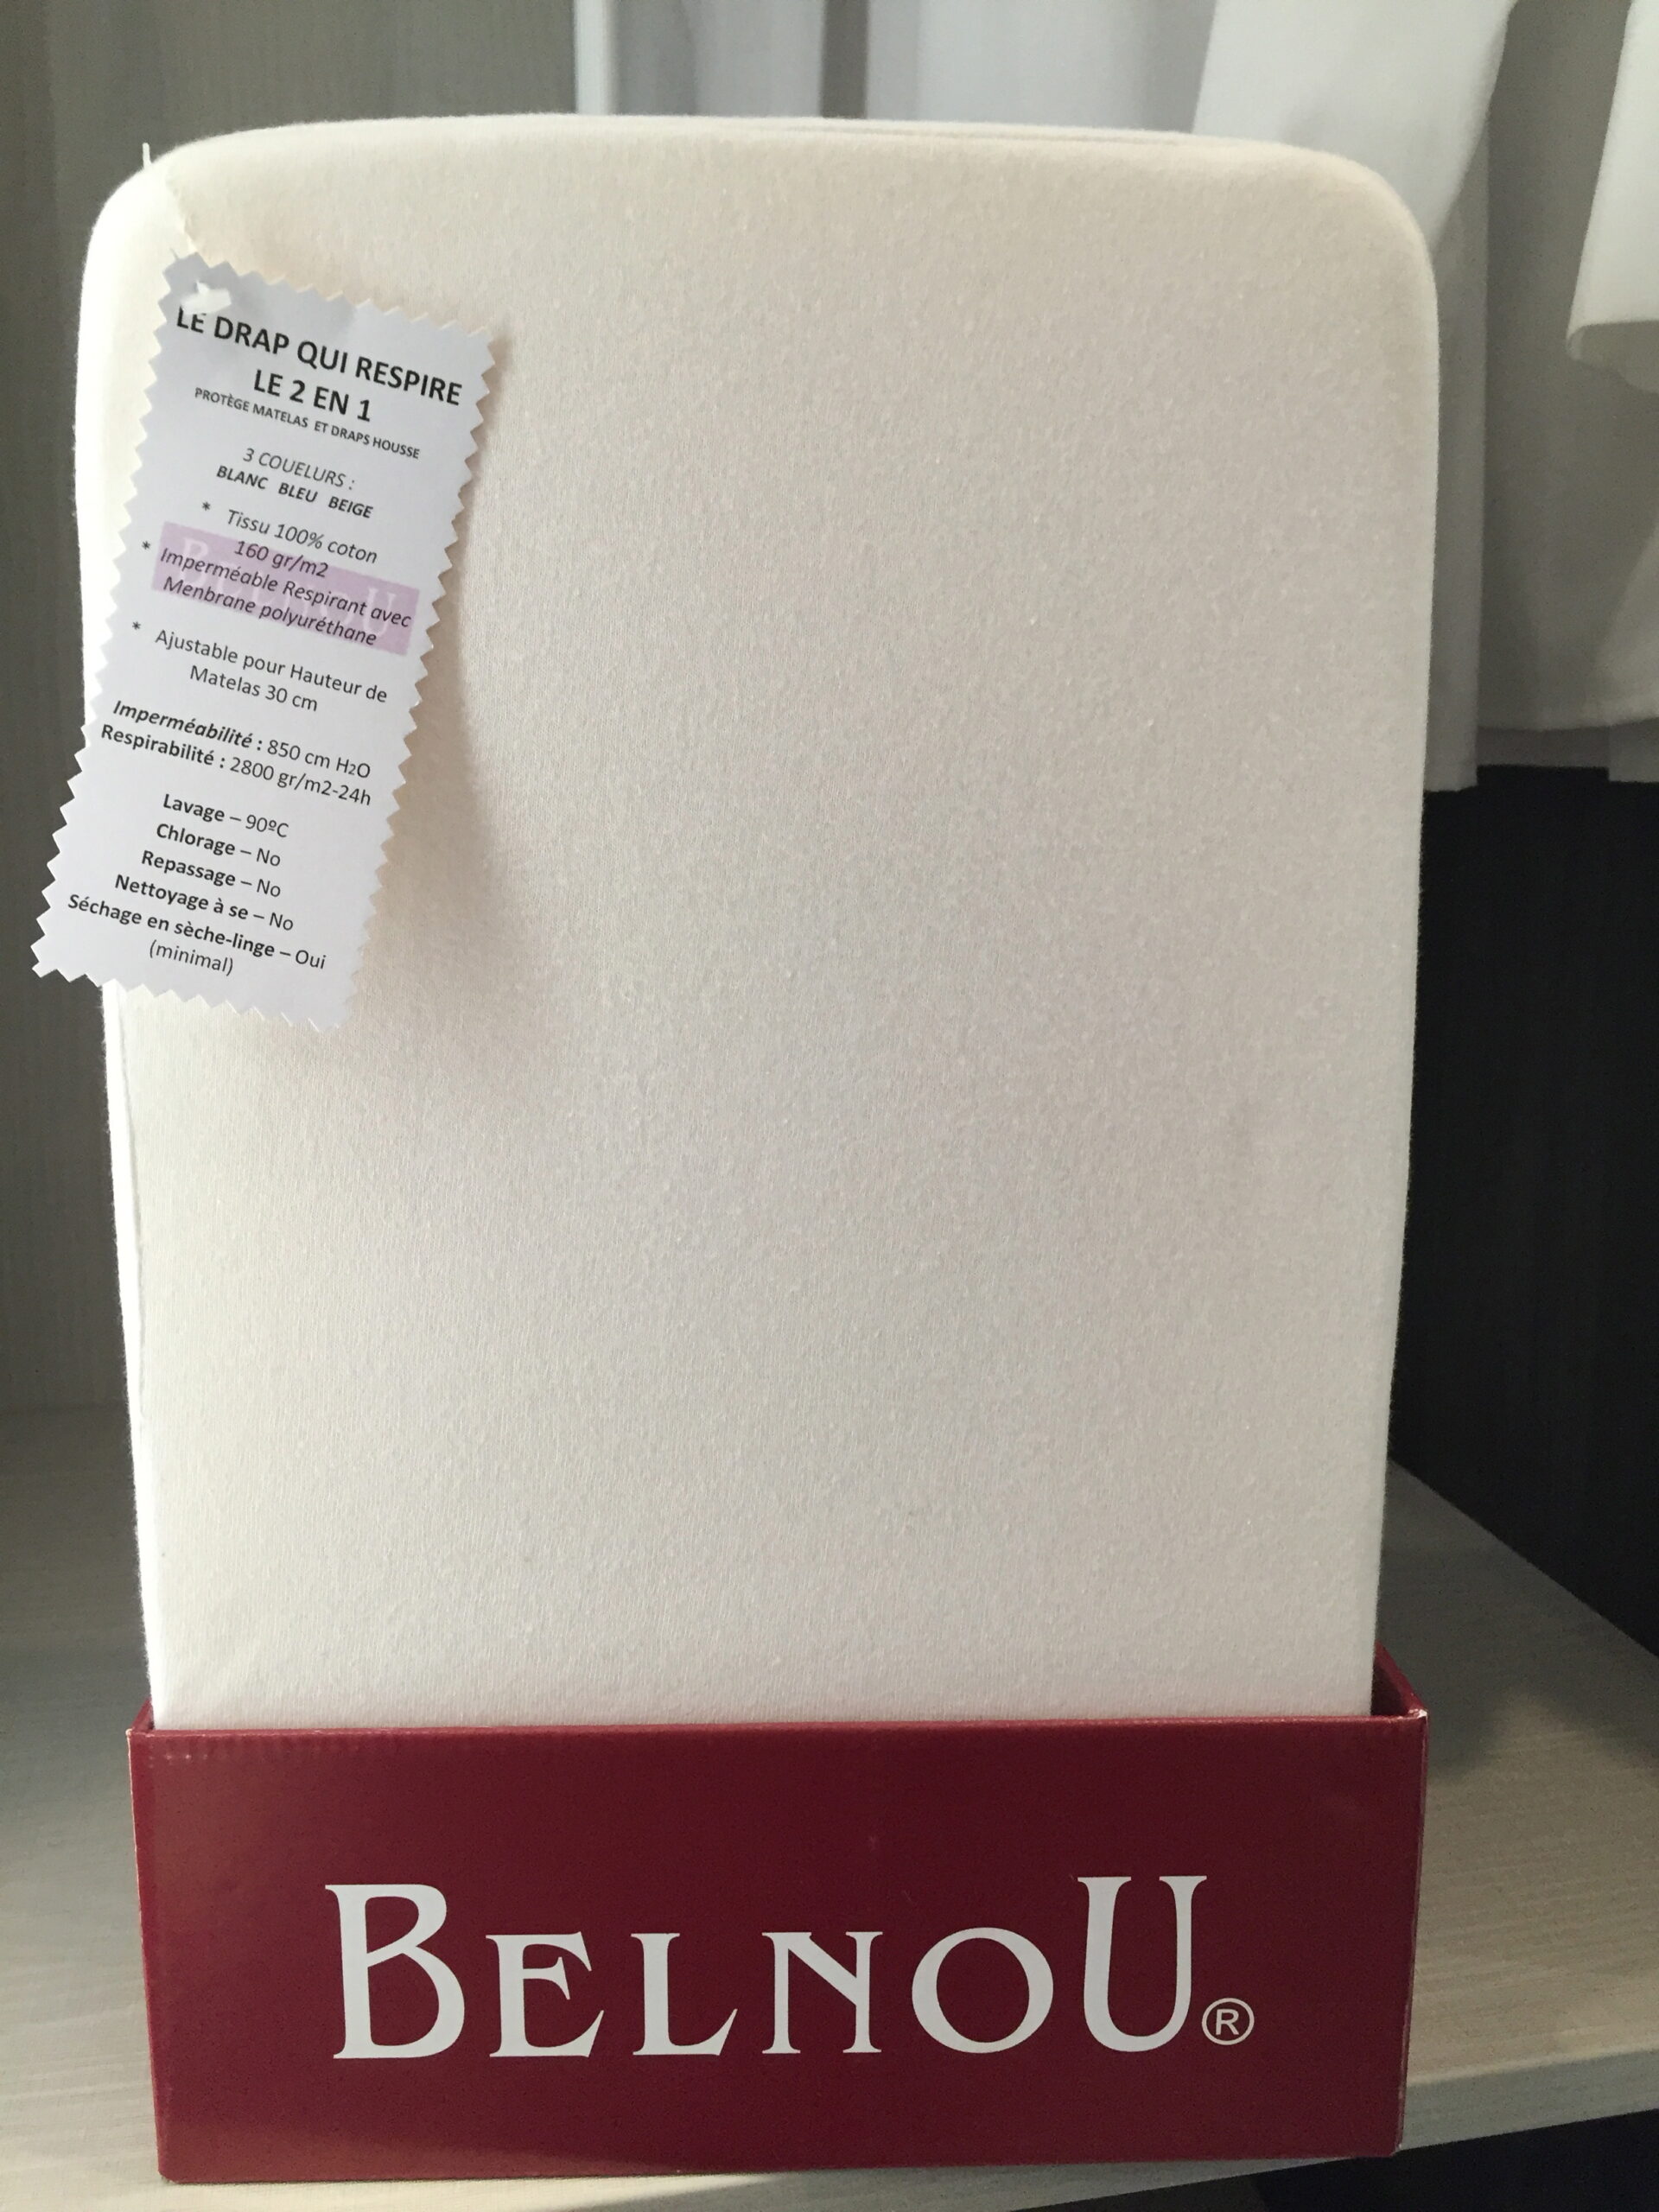 LE DRAP QUI RESPIRE
LE 2 EN 1
PROTÈGE MATELAS ET DRAPS HOUSSE
3 COUELURS :
BLANC BLEU BEIGE
* Tissu 100% coton
160 gr/m2
* Imperméable Respirant avec
Menbrane polyuréthane
* Ajustable pour Hauteur de
Matelas 30 cm
Imperméabilité : 850 cm H2O
Respirabilité : 2800 gr/m2-24h
Lavage – 90ºC
Chlorage – No
Repassage – No
Nettoyage à se – No
Séchage en sèche-linge – Oui
(minimal)
BELNOU
BELNOU®